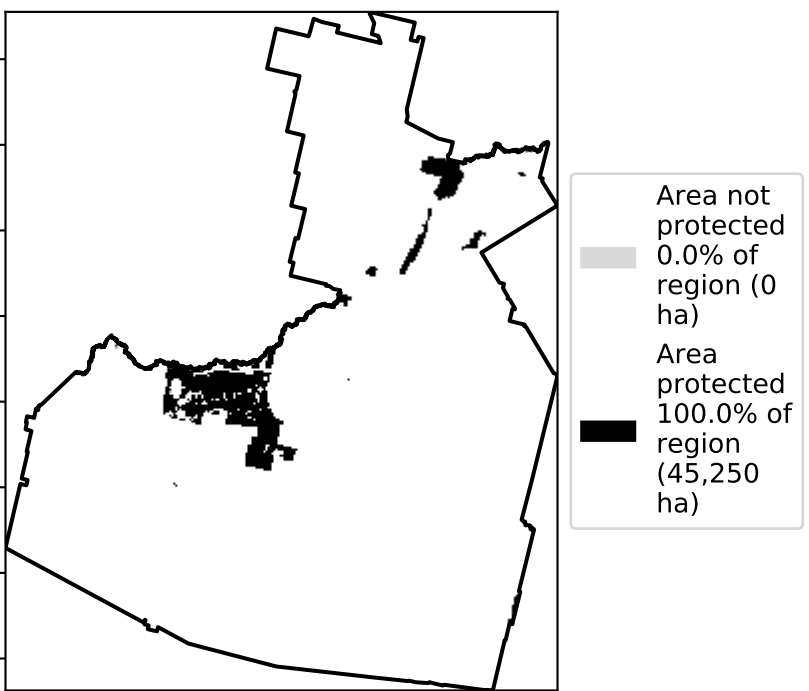 Area not
protected
0.0% of
region (0
ha)
Area
protected
100.0% of
region
(45,250
ha)